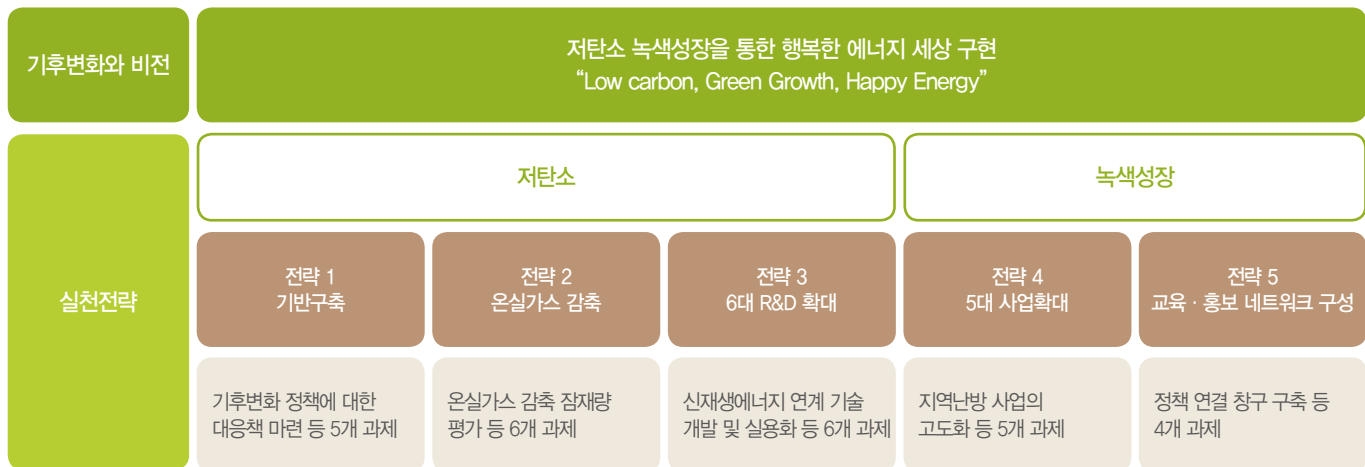 기후변화와 비전
저탄소 녹색성장을 통한 행복한 에너지 세상 구현
“Low carbon, Green Growth, Happy Energy”
실천전략
저탄소
녹색성장
전략 1
기반구축
전략 2
온실가스 감축
전략 3
6대 R&D 확대
전략 4
5대 사업확대
전략 5
교육 · 홍보 네트워크 구성
기후변화 정책에 대한
대응책 마련 등 5개 과제
온실가스 감축 잠재량
평가 등 6개 과제
신재생에너지 연계 기술
개발 및 실용화 등 6개 과제
지역난방 사업의
고도화 등 5개 과제
정책 연결 창구 구축 등
4개 과제